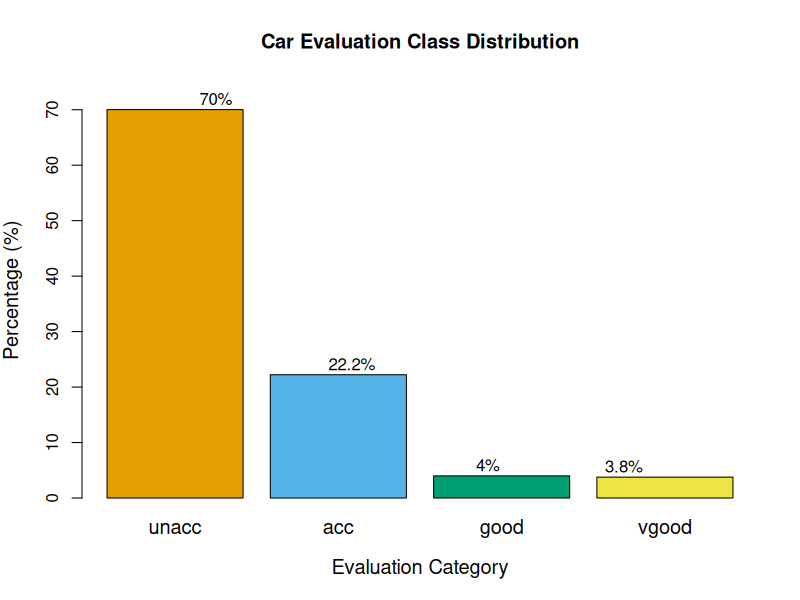 Car Evaluation Class Distribution
Percentage (%)
70
60
50
40
30
20
10
0
70%
22.2%
4%
3.8%
unacc
acc
good
vgood
Evaluation Category